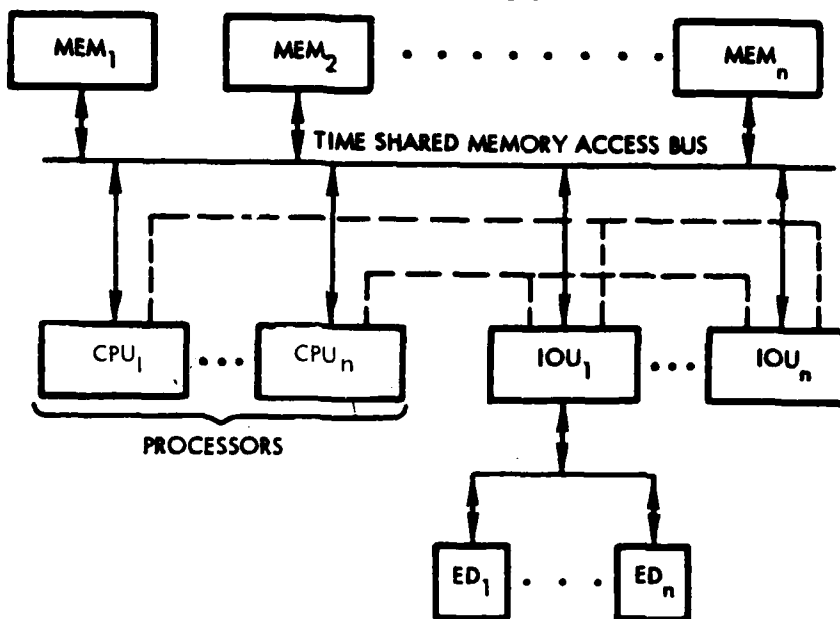 MEM₁ MEM₂ . . . . . . . . MEMₙ
TIME SHARED MEMORY ACCESS BUS
CPU₁ ... CPUₙ IOU₁ ... IOUₙ
PROCESSORS
ED₁ . . . EDₙ